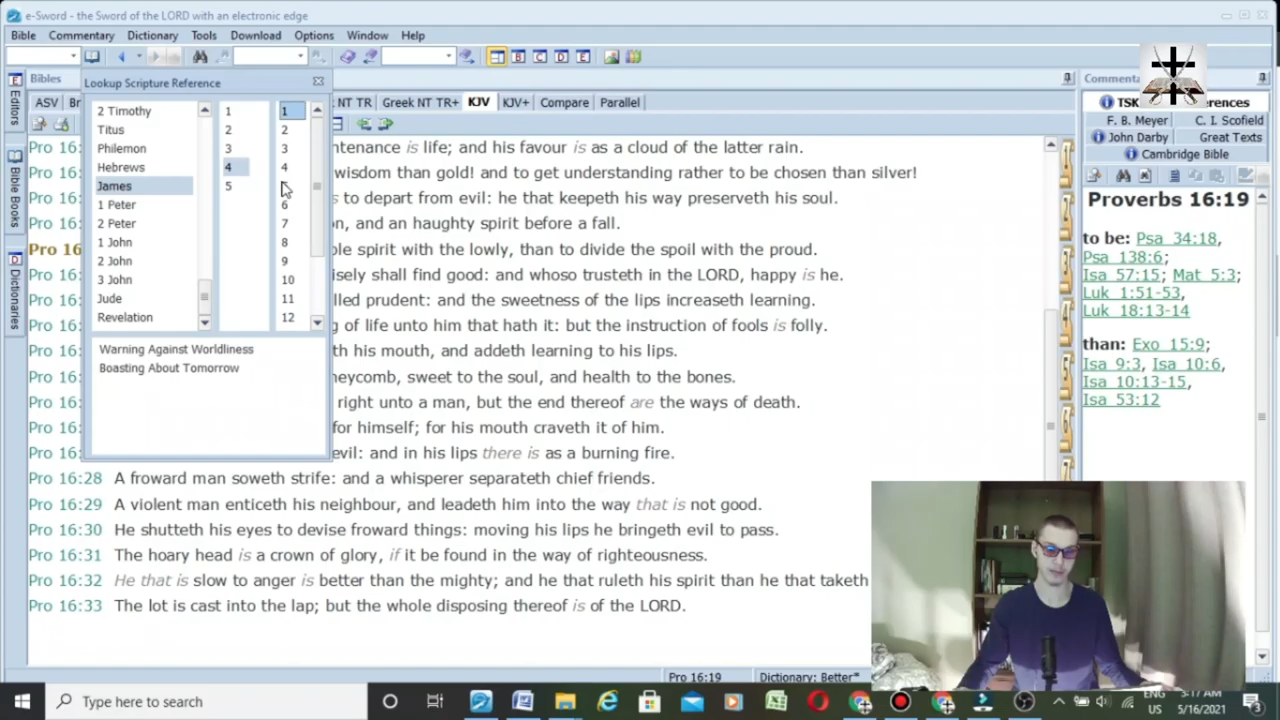 e-Sword - the Sword of the LORD with an electronic edge
Bible Commentary Dictionary Tools Download Options Window Help
B C D E
Bibles
Lookup Scripture Reference
Commenta
ASV NT TR Greek NT TR+ KJV KJV+ Compare Parallel
TSK erences
F. B. Meyer C. I. Scofield
John Darby Great Texts
Cambridge Bible
Editors
Bible Books
Dictionaries
2 Timothy 1 1
Titus 2 2
Philemon 3 3
Hebrews 4 4
James 5
1 Peter 6
2 Peter 7
1 John 8
2 John 9
3 John 10
Jude 11
Revelation 12
Warning Against Worldliness
Boasting About Tomorrow
Pro 16: ntenance is life; and his favour is as a cloud of the latter rain.
Pro 16: wisdom than gold! and to get understanding rather to be chosen than silver!
Pro 16: s to depart from evil: he that keepeth his way preserveth his soul.
Pro 16: n, and an haughty spirit before a fall.
Pro 16 ble spirit with the lowly, than to divide the spoil with the proud.
Pro 16: isely shall find good: and whoso trusteth in the LORD, happy is he.
Pro 16: lled prudent: and the sweetness of the lips increaseth learning.
Pro 16: g of life unto him that hath it: but the instruction of fools is folly.
Pro 16: th his mouth, and addeth learning to his lips.
Pro 16: neycomb, sweet to the soul, and health to the bones.
Pro 16: right unto a man, but the end thereof are the ways of death.
Pro 16: for himself; for his mouth craveth it of him.
Pro 16: evil: and in his lips there is as a burning fire.
Pro 16:28 A froward man soweth strife: and a whisperer separateth chief friends.
Pro 16:29 A violent man enticeth his neighbour, and leadeth him into the way that is not good.
Pro 16:30 He shutteth his eyes to devise froward things: moving his lips he bringeth evil to pass.
Pro 16:31 The hoary head is a crown of glory, if it be found in the way of righteousness.
Pro 16:32 He that is slow to anger is better than the mighty; and he that ruleth his spirit than he that taketh
Pro 16:33 The lot is cast into the lap; but the whole disposing thereof is of the LORD.
1
2
3
4
5
6
7
Proverbs 16:19
to be: Psa 34:18,
Psa 138:6;
Isa 57:15; Mat 5:3;
Luk 1:51-53,
Luk 18:13-14
than: Exo 15:9;
Isa 9:3, Isa 10:6,
Isa 10:13-15,
Isa 53:12
Pro 16:19 Dictionary: Better*
Type here to search
ENG 5:17 AM
US 5/16/2021
3